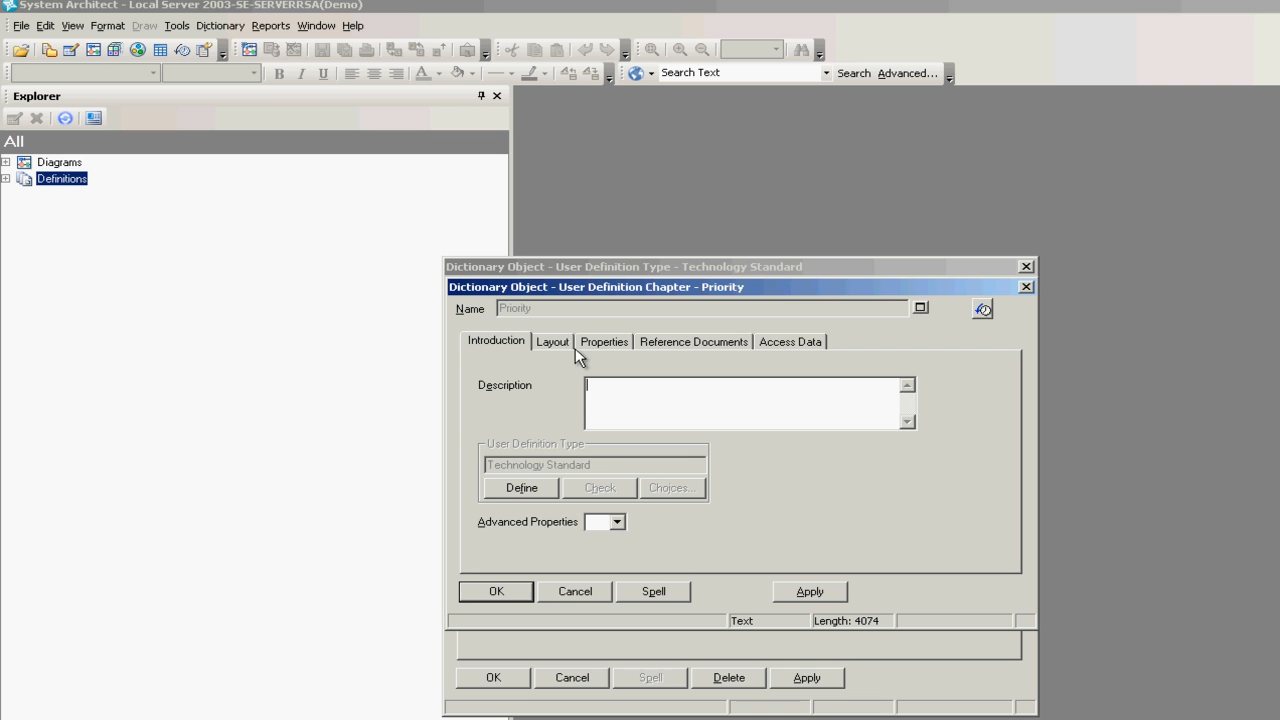 System Architect - Local Server 2003-SE-SERVERRSA(Demo)
File Edit View Format Draw Tools Dictionary Reports Window Help
B I U A Search Text Search Advanced...
Explorer
All
Diagrams
Definitions
Dictionary Object - User Definition Type - Technology Standard
Dictionary Object - User Definition Chapter - Priority
Name Priority
Introduction Layout Properties Reference Documents Access Data
Description
User Definition Type
Technology Standard
Define Check Choices...
Advanced Properties
OK Cancel Spell Apply
Text Length: 4074
OK Cancel Spell Delete Apply